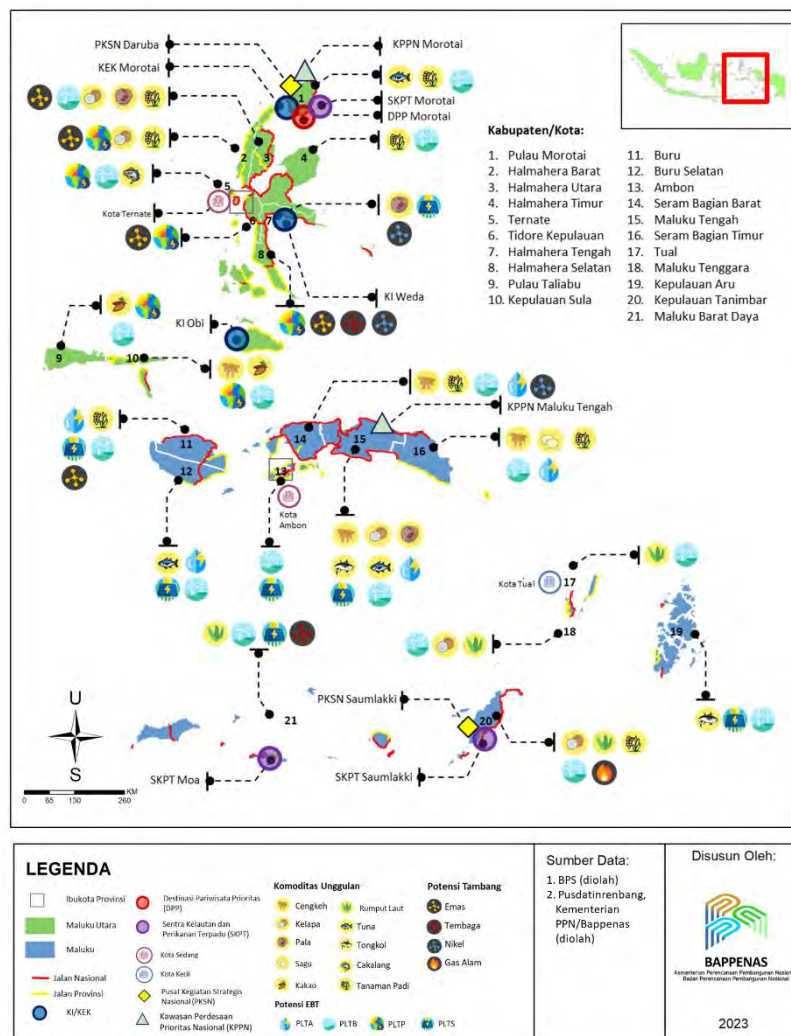 PKSN Daruba
KPPN Morotai
KEK Morotai
SKPT Morotai
DPP Morotai
1
2
3
4
5
Kota Ternate
6
7
8
KI Weda
KI Obi
9
10
Kabupaten/Kota:
1. Pulau Morotai
2. Halmahera Barat
3. Halmahera Utara
4. Halmahera Timur
5. Ternate
6. Tidore Kepulauan
7. Halmahera Tengah
8. Halmahera Selatan
9. Pulau Taliabu
10. Kepulauan Sula
11. Buru
12. Buru Selatan
13. Ambon
14. Seram Bagian Barat
15. Maluku Tengah
16. Seram Bagian Timur
17. Tual
18. Maluku Tenggara
19. Kepulauan Aru
20. Kepulauan Tanimbar
21. Maluku Barat Daya
KPPN Maluku Tengah
11
12
13
14
15
16
Kota
Ambon
Kota Tual
17
18
19
PKSN Saumlakki
20
21
SKPT Moa
SKPT Saumlakki
U
S
KM
0 65 130 260
LEGENDA
Ibukota Provinsi
Maluku Utara
Maluku
Jalan Nasional
Jalan Provinsi
KI/KEK
Destinasi Pariwisata Prioritas
(DPP)
Sentra Kelautan dan
Perikanan Terpadu (SKPT)
Kota Sedang
Kota Kecil
Pusat Kegiatan Strategis
Nasional (PKSN)
Kawasan Perdesaan
Prioritas Nasional (KPPN)
Komoditas Unggulan
Cengkeh
Kelapa
Pala
Sagu
Kakao
Rumput Laut
Tuna
Tongkol
Cakalang
Tanaman Padi
Potensi EBT
PLTA
PLTB
PLTP
PLTS
Potensi Tambang
Emas
Tembaga
Nikel
Gas Alam
Sumber Data:
1. BPS (diolah)
2. Pusdatinrenbang,
Kementerian
PPN/Bappenas
(diolah)
Disusun Oleh:
BAPPENAS
Kementerian Perencanaan Pembangunan Nasional/
Badan Perencanaan Pembangunan Nasional
2023